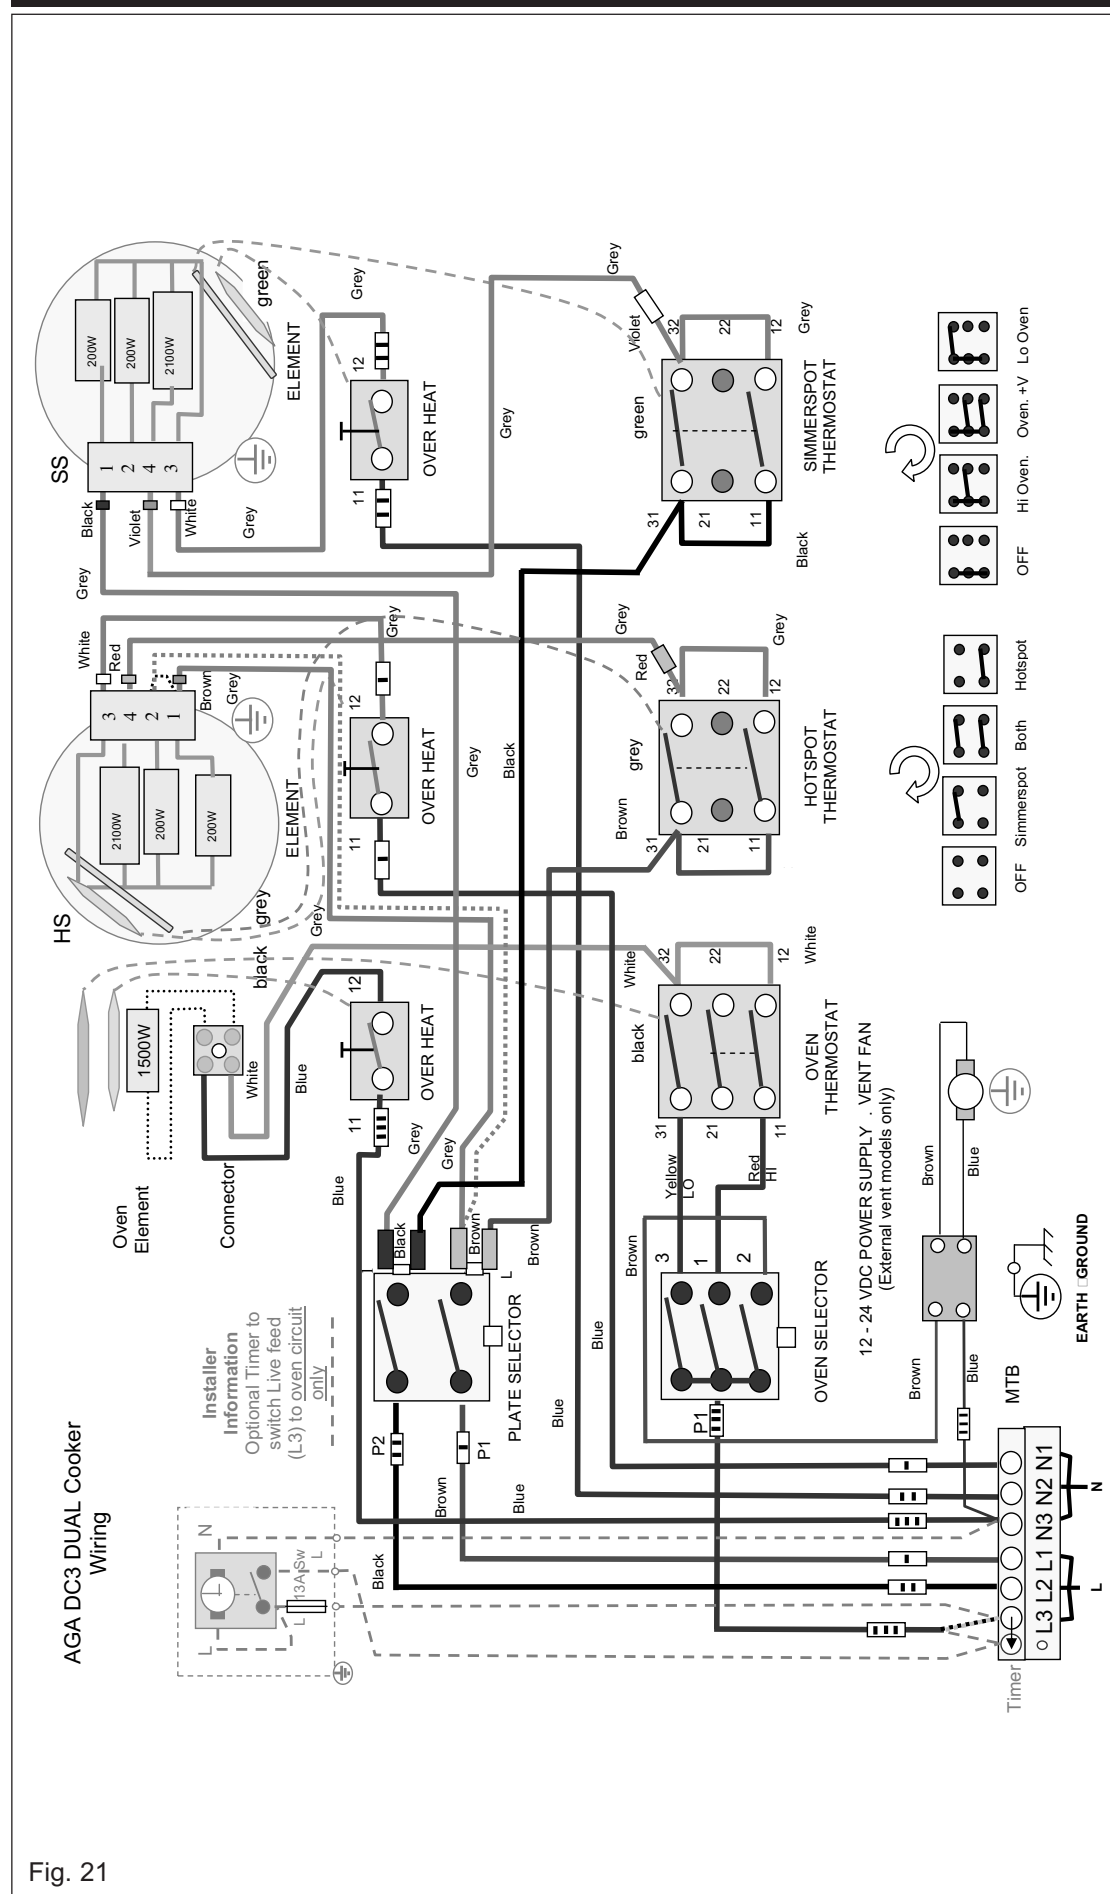 AGA DC3 DUAL Cooker
Wiring
Installer
Information
Optional Timer to
switch Live feed
(L3) to oven circuit
only
L
N
13A Sw
L
L
Timer
Oven
Element
1500W
Connector
White
Blue
black
HS
2100W
200W
200W
ELEMENT
grey
3
4
2
1
White
Red
Brown
Grey
SS
200W
200W
2100W
ELEMENT
green
1
2
4
3
Black
Violet
White
Grey
Grey
11
12
OVER HEAT
Blue
Grey
11
12
OVER HEAT
Grey
11
12
OVER HEAT
Grey
Grey
Grey
Black
Grey
Grey
Black
Brown
Brown
L
L
P2
P1
PLATE SELECTOR
Black
Brown
Blue
Blue
Blue
P1
3
1
2
OVEN SELECTOR
Brown
Yellow
LO
Red
HI
31
21
11
32
22
12
White
White
black
OVEN
THERMOSTAT
31
21
11
32
22
12
Brown
Red
Grey
Grey
grey
HOTSPOT
THERMOSTAT
31
21
11
32
22
12
Black
Violet
Grey
Grey
green
SIMMERSPOT
THERMOSTAT
12 - 24 VDC POWER SUPPLY . VENT FAN
(External vent models only)
Brown
Blue
Brown
Blue
MTB
L3 L2 L1 N3 N2 N1
L
N
EARTH □GROUND
OFF
Simmerspot
Both
Hotspot
OFF
Hi Oven.
Oven. +V
Lo Oven
Fig. 21